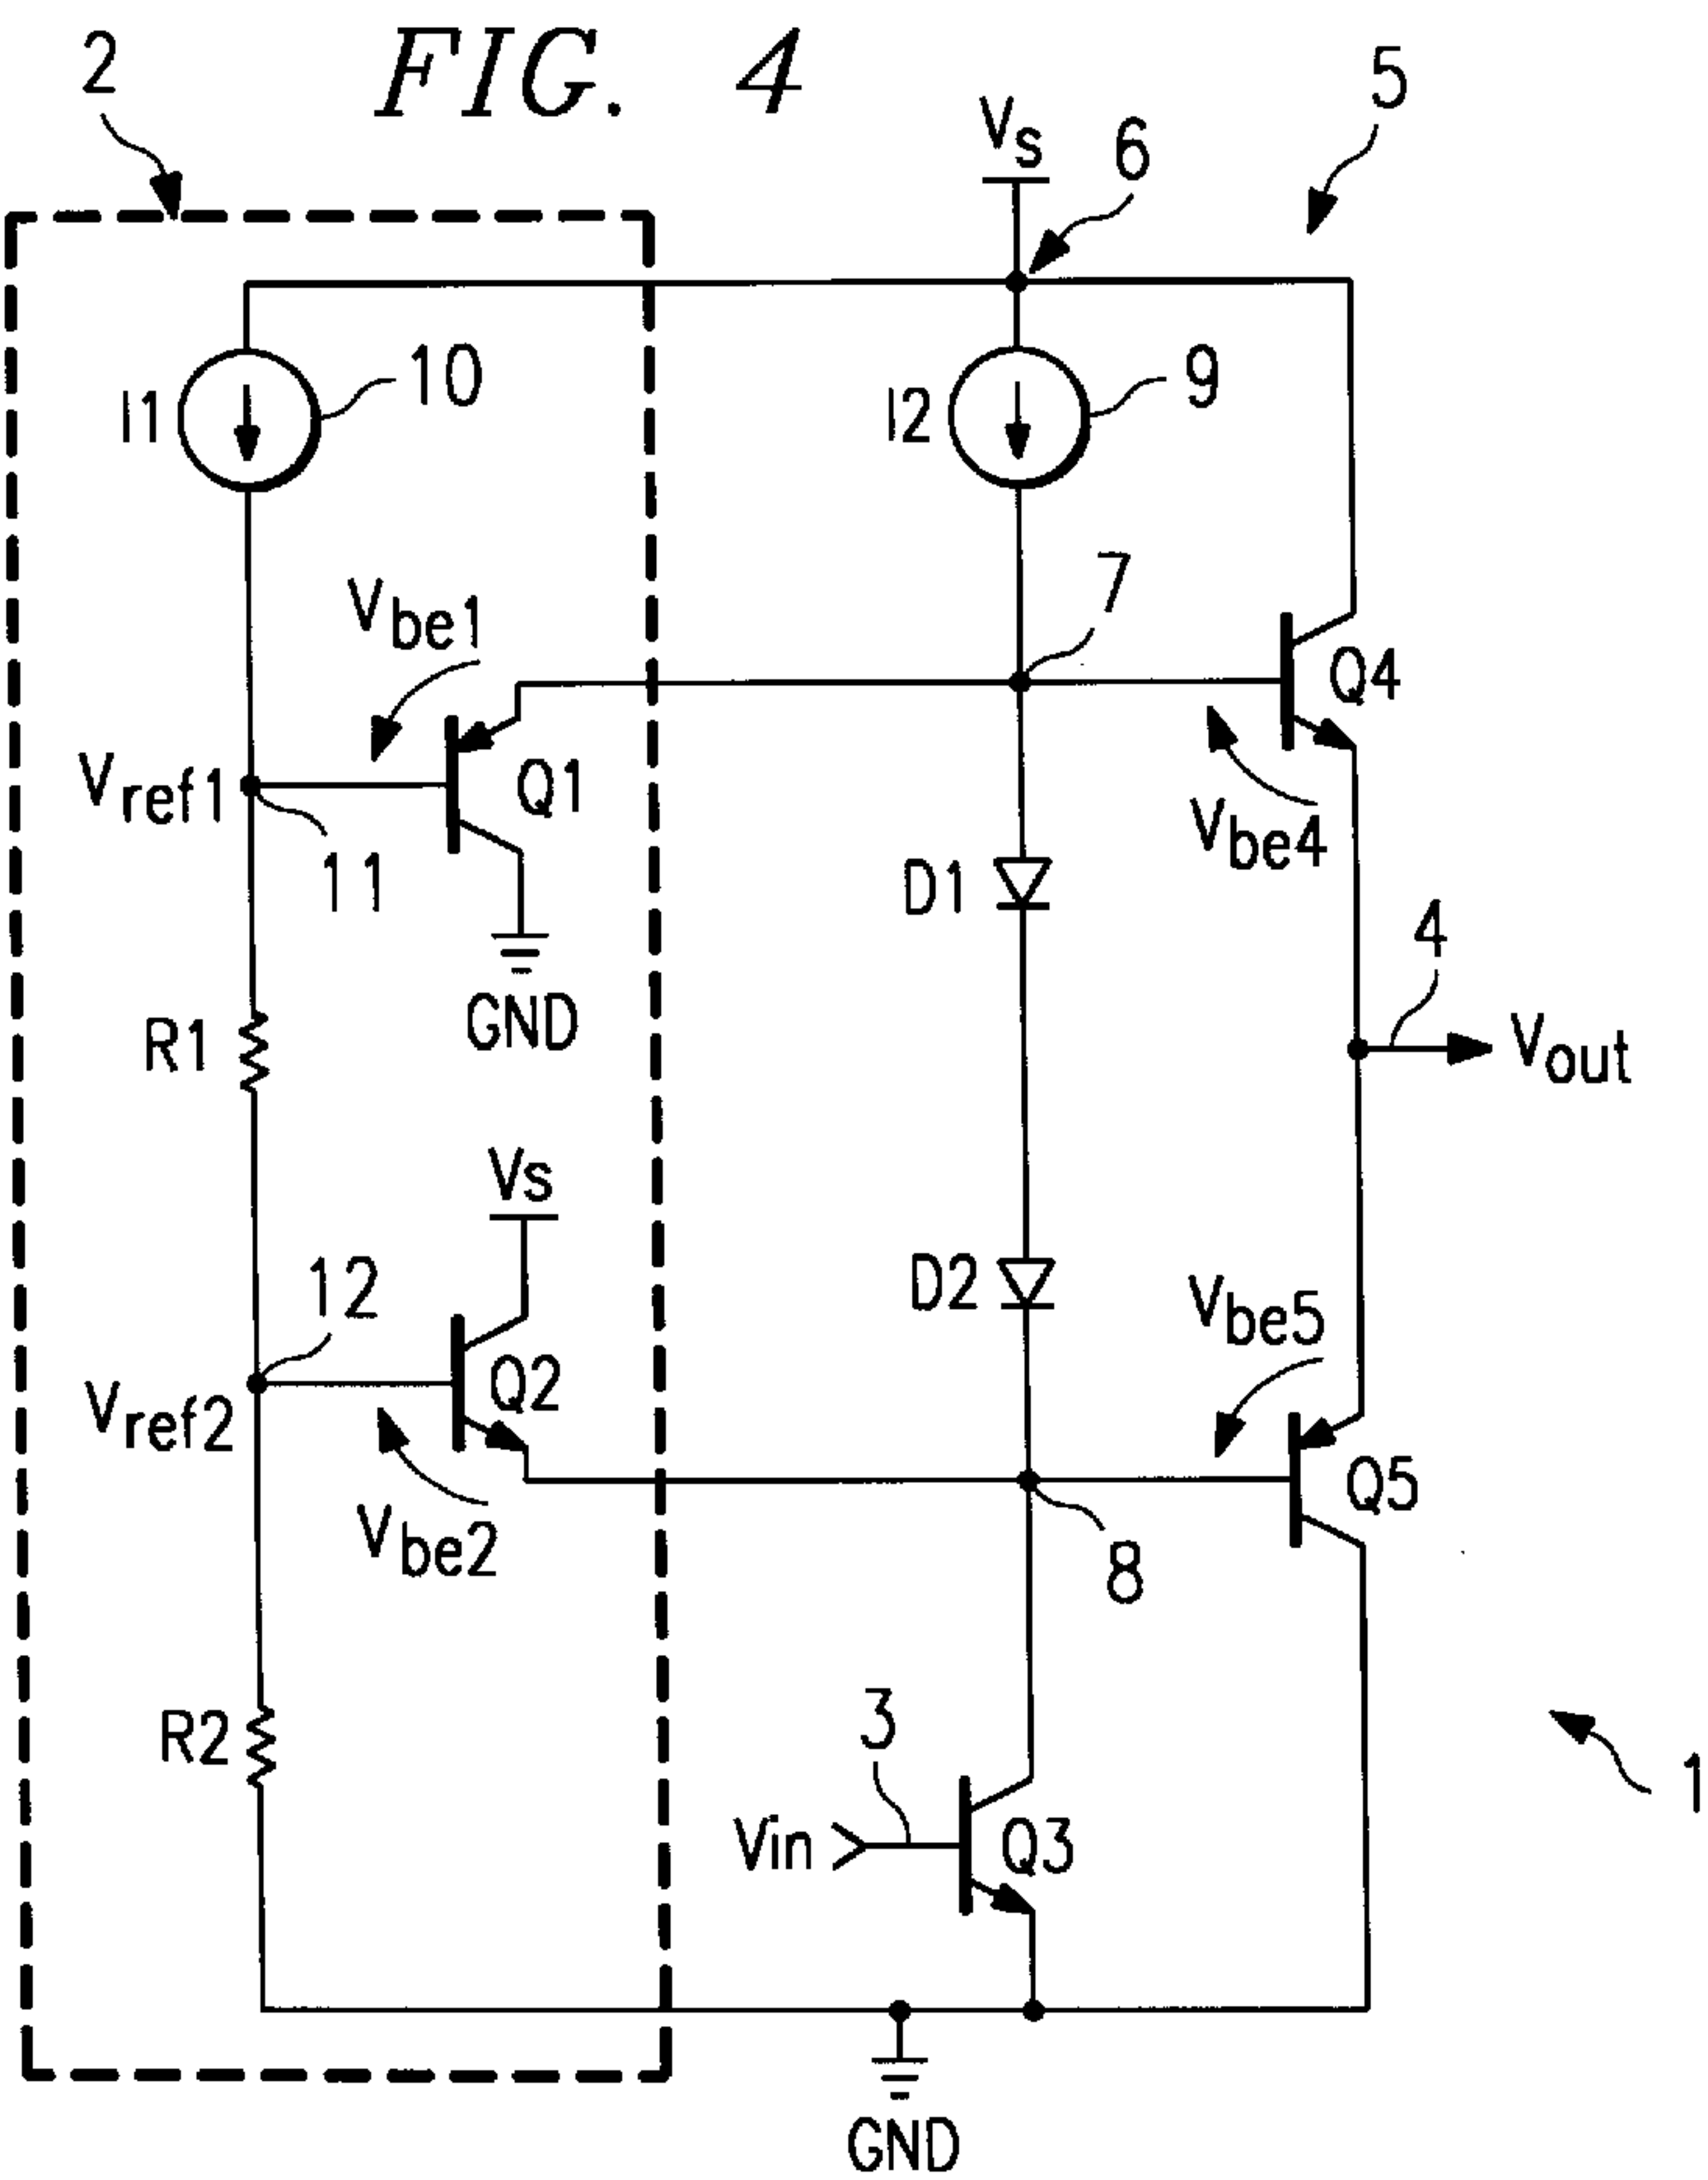 FIG. 4
2
5
Vs
6
I1
10
I2
9
7
Vbe1
Q4
Vref1
Q1
11
Vbe4
D1
4
GND
R1
Vout
Vs
12
D2
Vbe5
Vref2
Q2
Q5
Vbe2
8
3
R2
1
Vin
Q3
GND